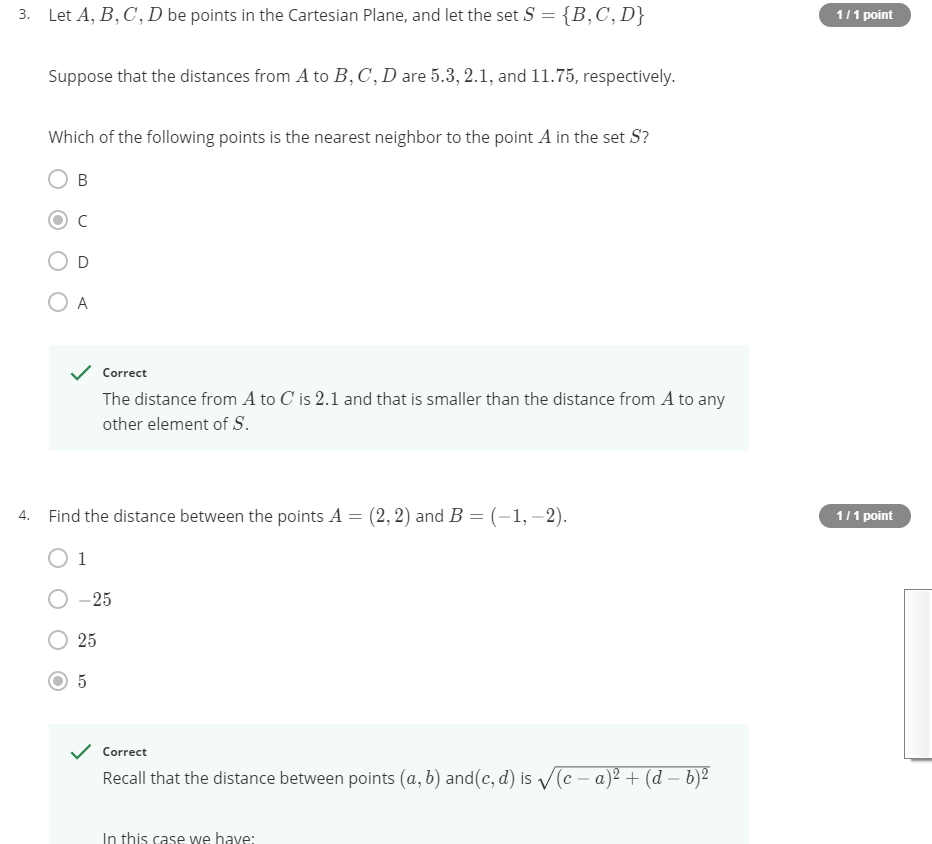 3. Let A, B, C, D be points in the Cartesian Plane, and let the set S = {B, C, D}
1 / 1 point
Suppose that the distances from A to B, C, D are 5.3, 2.1, and 11.75, respectively.
Which of the following points is the nearest neighbor to the point A in the set S?
B
C
D
A
Correct
The distance from A to C is 2.1 and that is smaller than the distance from A to any
other element of S.
4. Find the distance between the points A = (2, 2) and B = (−1, −2).
1 / 1 point
1
−25
25
5
Correct
Recall that the distance between points (a, b) and(c, d) is √(c − a)² + (d − b)²
In this case we have: